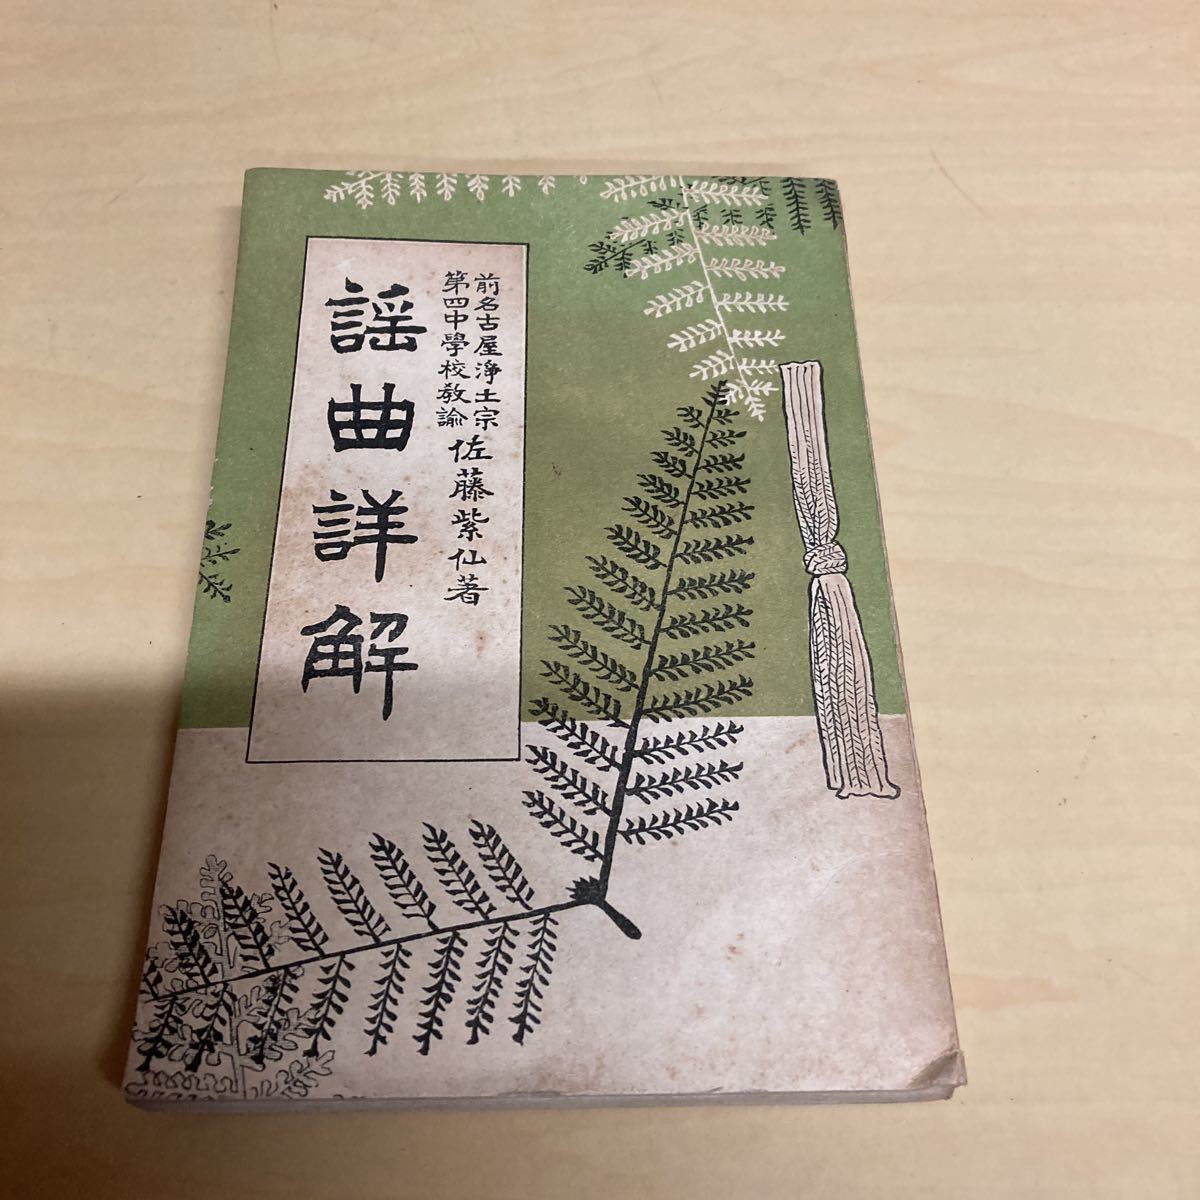 前名古屋淨土宗
第四中學校敎諭
佐藤紫仙著
謡曲詳解